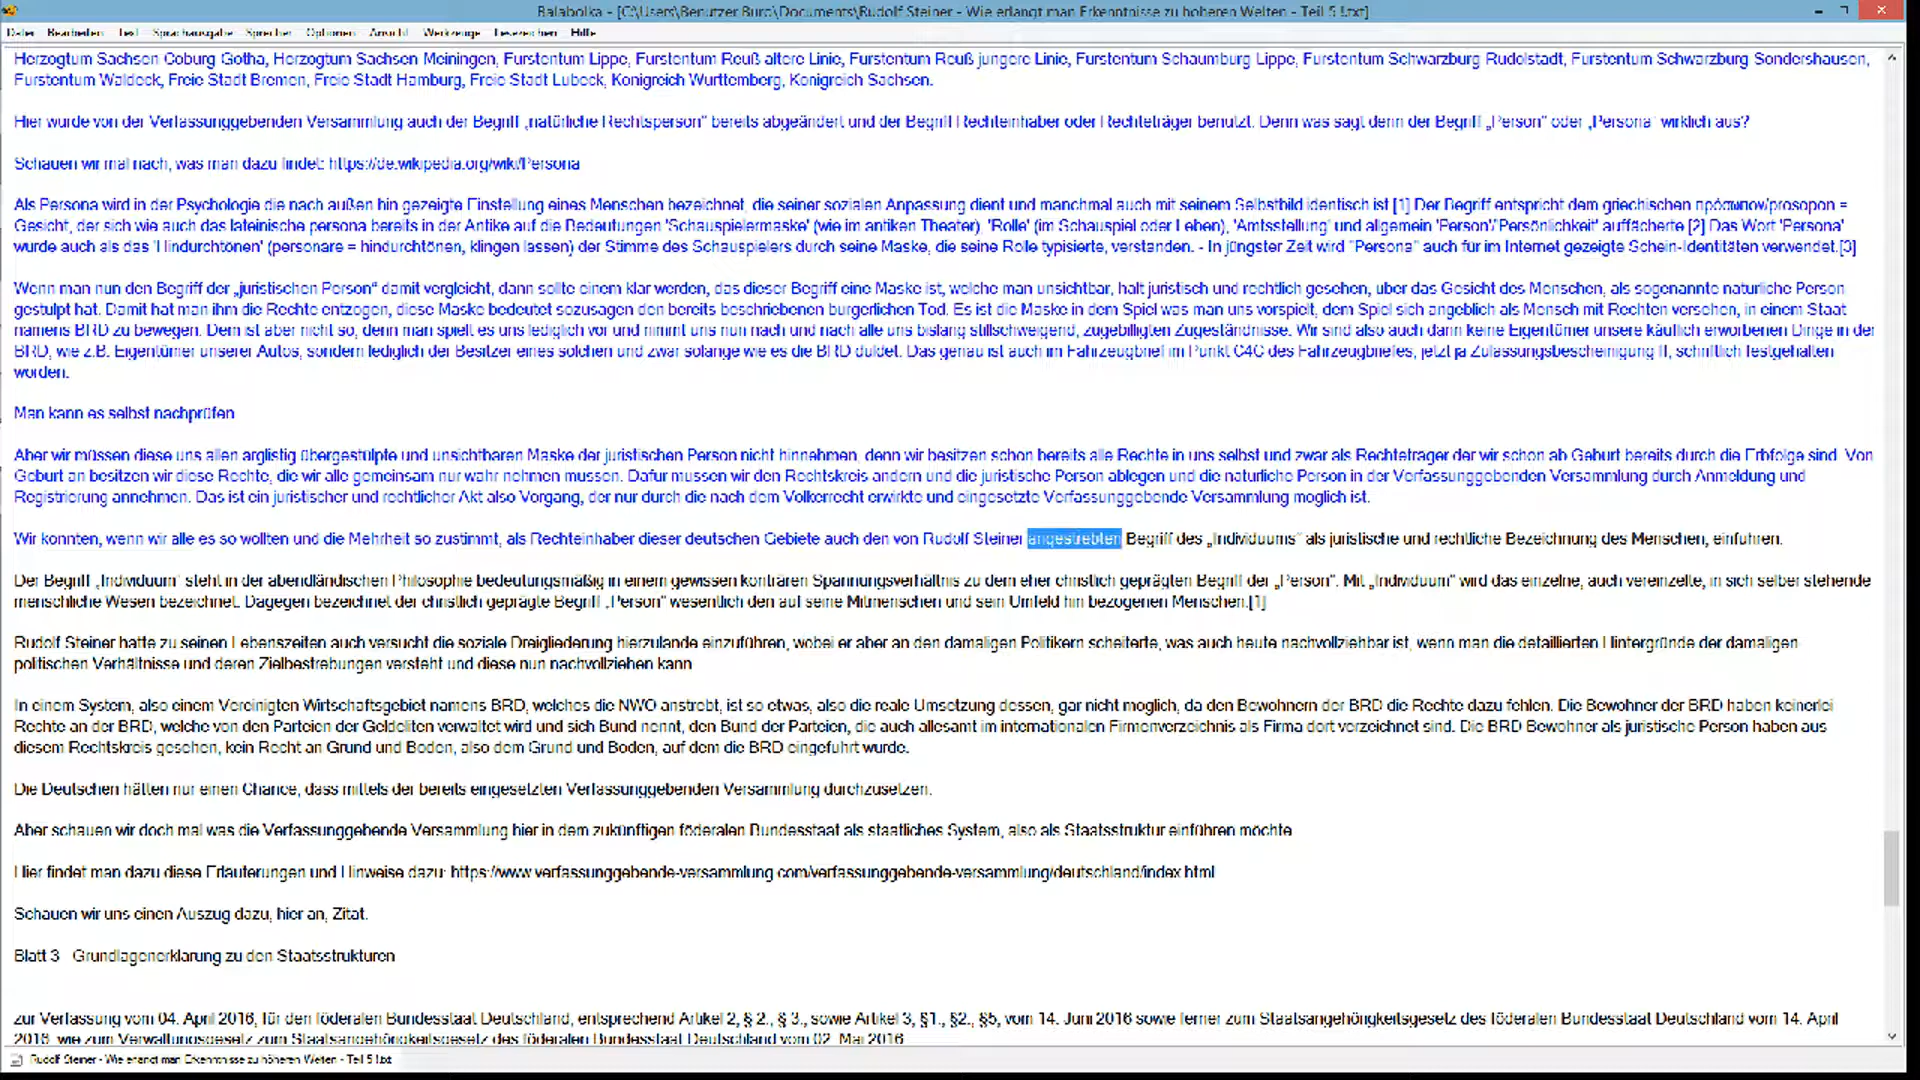 Balabolka - [C:\Users\Benutzer Buro\Documents\Rudolf Steiner - Wie erlangt man Erkenntnisse zu höheren Welten - Teil 5 !.txt]
Datei Bearbeiten Text Sprachausgabe Sprecher Optionen Ansicht Werkzeuge Lesezeichen Hilfe
Herzogtum Sachsen Coburg Gotha, Herzogtum Sachsen Meiningen, Fürstentum Lippe, Fürstentum Reuß ältere Linie, Fürstentum Reuß jüngere Linie, Fürstentum Schaumburg Lippe, Fürstentum Schwarzburg Rudolstadt, Fürstentum Schwarzburg Sondershausen,
Fürstentum Waldeck, Freie Stadt Bremen, Freie Stadt Hamburg, Freie Stadt Lübeck, Königreich Württemberg, Königreich Sachsen.
Hier wurde von der Verfassunggebenden Versammlung auch der Begriff „natürliche Rechtsperson“ bereits abgeändert und der Begriff Rechteinhaber oder Rechteträger benutzt. Denn was sagt denn der Begriff „Person“ oder „Persona“ wirklich aus?
Schauen wir mal nach, was man dazu findet: https://de.wikipedia.org/wiki/Persona
Als Persona wird in der Psychologie die nach außen hin gezeigte Einstellung eines Menschen bezeichnet, die seiner sozialen Anpassung dient und manchmal auch mit seinem Selbstbild identisch ist.[1] Der Begriff entspricht dem griechischen πρόσωπον/prosopon =
Gesicht, der sich wie auch das lateinische persona bereits in der Antike auf die Bedeutungen 'Schauspielermaske' (wie im antiken Theater), 'Rolle' (im Schauspiel oder Leben), 'Amtsstellung' und allgemein 'Person'/'Persönlichkeit' auffächerte.[2] Das Wort 'Persona'
wurde auch als das 'Hindurchtönen' (personare = hindurchtönen, klingen lassen) der Stimme des Schauspielers durch seine Maske, die seine Rolle typisierte, verstanden. - In jüngster Zeit wird "Persona" auch für im Internet gezeigte Schein-Identitäten verwendet.[3]
Wenn man nun den Begriff der „juristischen Person“ damit vergleicht, dann sollte einem klar werden, das dieser Begriff eine Maske ist, welche man unsichtbar, halt juristisch und rechtlich gesehen, über das Gesicht des Menschen, als sogenannte natürliche Person
gestülpt hat. Damit hat man ihm die Rechte entzogen, diese Maske bedeutet sozusagen den bereits beschriebenen bürgerlichen Tod. Es ist die Maske in dem Spiel was man uns vorspielt, dem Spiel sich angeblich als Mensch mit Rechten versehen, in einem Staat
namens BRD zu bewegen. Dem ist aber nicht so, denn man spielt es uns lediglich vor und nimmt uns nun nach und nach alle uns bislang stillschweigend, zugebilligten Zugeständnisse. Wir sind also auch dann keine Eigentümer unsere käuflich erworbenen Dinge in der
BRD, wie z.B. Eigentümer unserer Autos, sondern lediglich der Besitzer eines solchen und zwar solange wie es die BRD duldet. Das genau ist auch im Fahrzeugbrief im Punkt C4C des Fahrzeugbriefes, jetzt ja Zulassungsbescheinigung II, schriftlich festgehalten
worden.
Man kann es selbst nachprüfen
Aber wir müssen diese uns allen arglistig übergestülpte und unsichtbaren Maske der juristischen Person nicht hinnehmen, denn wir besitzen schon bereits alle Rechte in uns selbst und zwar als Rechteträger der wir schon ab Geburt bereits durch die Erbfolge sind. Von
Geburt an besitzen wir diese Rechte, die wir alle gemeinsam nur wahr nehmen müssen. Dafür müssen wir den Rechtskreis ändern und die juristische Person ablegen und die natürliche Person in der Verfassunggebenden Versammlung durch Anmeldung und
Registrierung annehmen. Das ist ein juristischer und rechtlicher Akt also Vorgang, der nur durch die nach dem Völkerrecht erwirkte und eingesetzte Verfassunggebende Versammlung möglich ist.
Wir könnten, wenn wir alle es so wollten und die Mehrheit so zustimmt, als Rechteinhaber dieser deutschen Gebiete auch den von Rudolf Steiner angestrebten Begriff des „Individuums“ als juristische und rechtliche Bezeichnung des Menschen, einführen.
Der Begriff „Individuum“ steht in der abendländischen Philosophie bedeutungsmäßig in einem gewissen konträren Spannungsverhältnis zu dem eher christlich geprägten Begriff der „Person“. Mit „Individuum“ wird das einzelne, auch vereinzelte, in sich selber stehende
menschliche Wesen bezeichnet. Dagegen bezeichnet der christlich geprägte Begriff „Person“ wesentlich den auf seine Mitmenschen und sein Umfeld hin bezogenen Menschen.[1]
Rudolf Steiner hatte zu seinen Lebenszeiten auch versucht die soziale Dreigliederung hierzulande einzuführen, wobei er aber an den damaligen Politikern scheiterte, was auch heute nachvollziehbar ist, wenn man die detaillierten Hintergründe der damaligen
politischen Verhältnisse und deren Zielbestrebungen versteht und diese nun nachvollziehen kann
In einem System, also einem Vereinigten Wirtschaftsgebiet namens BRD, welches die NWO anstrebt, ist so etwas, also die reale Umsetzung dessen, gar nicht möglich, da den Bewohnern der BRD die Rechte dazu fehlen. Die Bewohner der BRD haben keinerlei
Rechte an der BRD, welche von den Parteien der Geldeliten verwaltet wird und sich Bund nennt, den Bund der Parteien, die auch allesamt im internationalen Firmenverzeichnis als Firma dort verzeichnet sind. Die BRD Bewohner als juristische Person haben aus
diesem Rechtskreis gesehen, kein Recht an Grund und Boden, also dem Grund und Boden, auf dem die BRD eingeführt wurde.
Die Deutschen hätten nur einen Chance, dass mittels der bereits eingesetzten Verfassunggebenden Versammlung durchzusetzen.
Aber schauen wir doch mal was die Verfassunggebende Versammlung hier in dem zukünftigen föderalen Bundesstaat als staatliches System, also als Staatsstruktur einführen möchte
Hier findet man dazu diese Erläuterungen und Hinweise dazu: https://www.verfassunggebende-versammlung.com/verfassunggebende-versammlung/deutschland/index.html
Schauen wir uns einen Auszug dazu, hier an, Zitat.
Blatt 3 Grundlagenerklärung zu den Staatsstrukturen
zur Verfassung vom 04. April 2016, für den föderalen Bundesstaat Deutschland, entsprechend Artikel 2, § 2., § 3., sowie Artikel 3, §1., §2., §5, vom 14. Juni 2016 sowie ferner zum Staatsangehörigkeitsgesetz des föderalen Bundesstaat Deutschland vom 14. April
2016, wie zum Verwaltungsgesetz zum Staatsangehörigkeitsgesetz des föderalen Bundesstaat Deutschland vom 02. Mai 2016
Rudolf Steiner - Wie erlangt man Erkenntnisse zu höheren Welten - Teil 5 !.txt